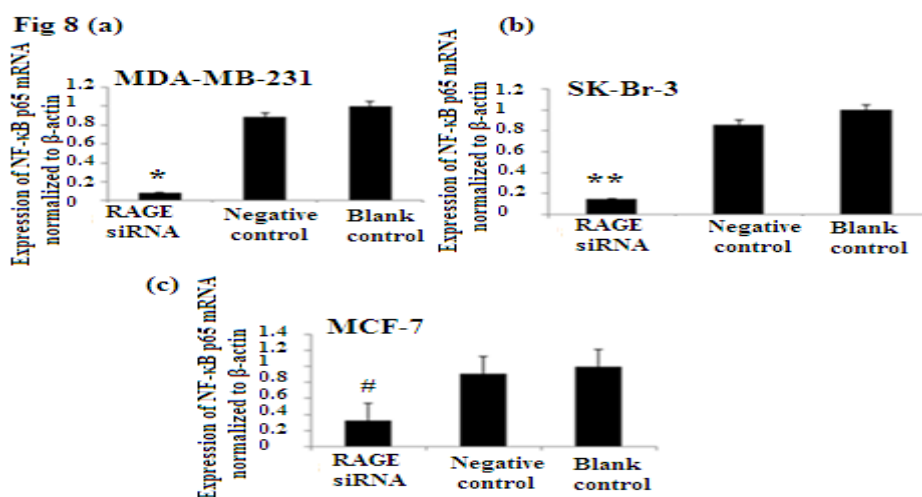 Fig 8 (a)
MDA-MB-231
Expression of NF-κB p65 mRNA
normalized to β-actin
1.2
1
0.8
0.6
0.4
0.2
0
*
RAGE
siRNA
Negative
control
Blank
control
(b)
SK-Br-3
Expression of NF-κB p65 mRNA
normalized to β-actin
1.2
1
0.8
0.6
0.4
0.2
0
**
RAGE
siRNA
Negative
control
Blank
control
(c)
MCF-7
Expression of NF-κB p65 mRNA
normalized to β-actin
1.4
1.2
1
0.8
0.6
0.4
0.2
0
#
RAGE
siRNA
Negative
control
Blank
control